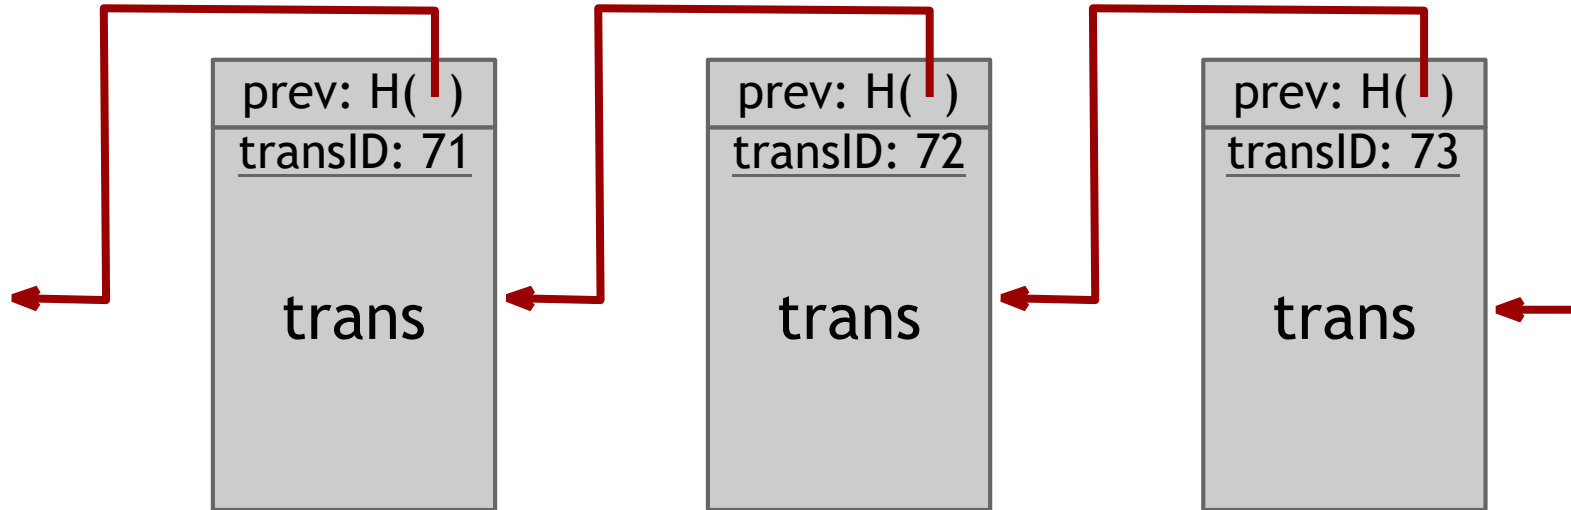 prev: H( )
transID: 71
trans
prev: H( )
transID: 72
trans
prev: H( )
transID: 73
trans